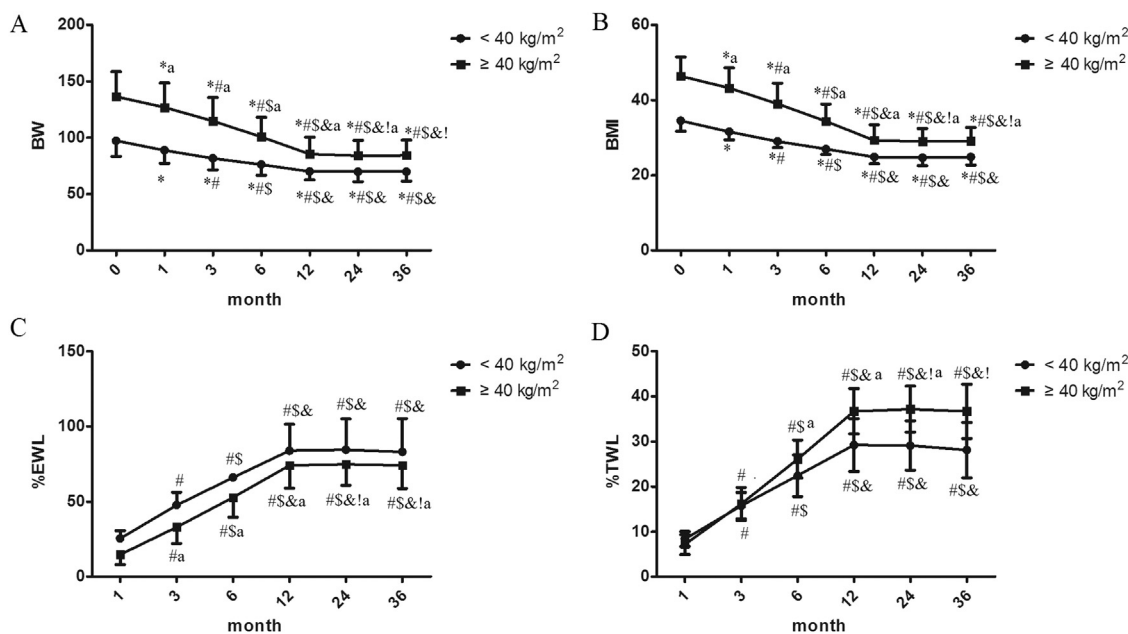 A
200
150
100
50
0
BW
< 40 kg/m²
≥ 40 kg/m²
*a
*#a
*#$a
*#$&a
*#$&!a
*#$&!
*
*#
*#$
*#$&
*#$&
*#$&
0
1
3
6
12
24
36
month
B
60
40
20
0
BMI
< 40 kg/m²
≥ 40 kg/m²
*a
*#a
*#$a
*#$&a
*#$&!a
*#$&!a
*
*#
*#$
*#$&
*#$&
*#$&
0
1
3
6
12
24
36
month
C
150
100
50
0
%EWL
< 40 kg/m²
≥ 40 kg/m²
#
#$
#$&
#$&
#$&
#a
#$a
#$&a
#$&!a
#$&!a
1
3
6
12
24
36
month
D
50
40
30
20
10
0
%TWL
< 40 kg/m²
≥ 40 kg/m²
#
#$a
#$&a
#$&!a
#$&!
#
#$
#$&
#$&
#$&
1
3
6
12
24
36
month